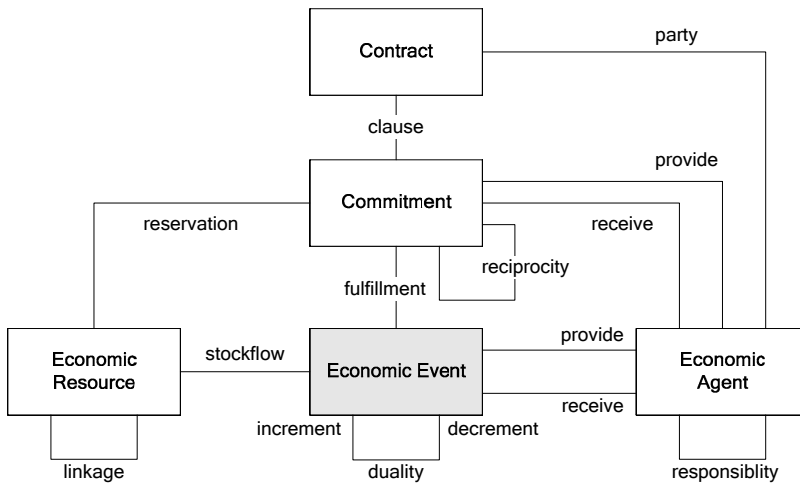 party
Contract
clause
provide
Commitment
reservation
receive
reciprocity
fulfillment
provide
stockflow
Economic
Resource
Economic Event
Economic
Agent
receive
increment
decrement
linkage
duality
responsiblity